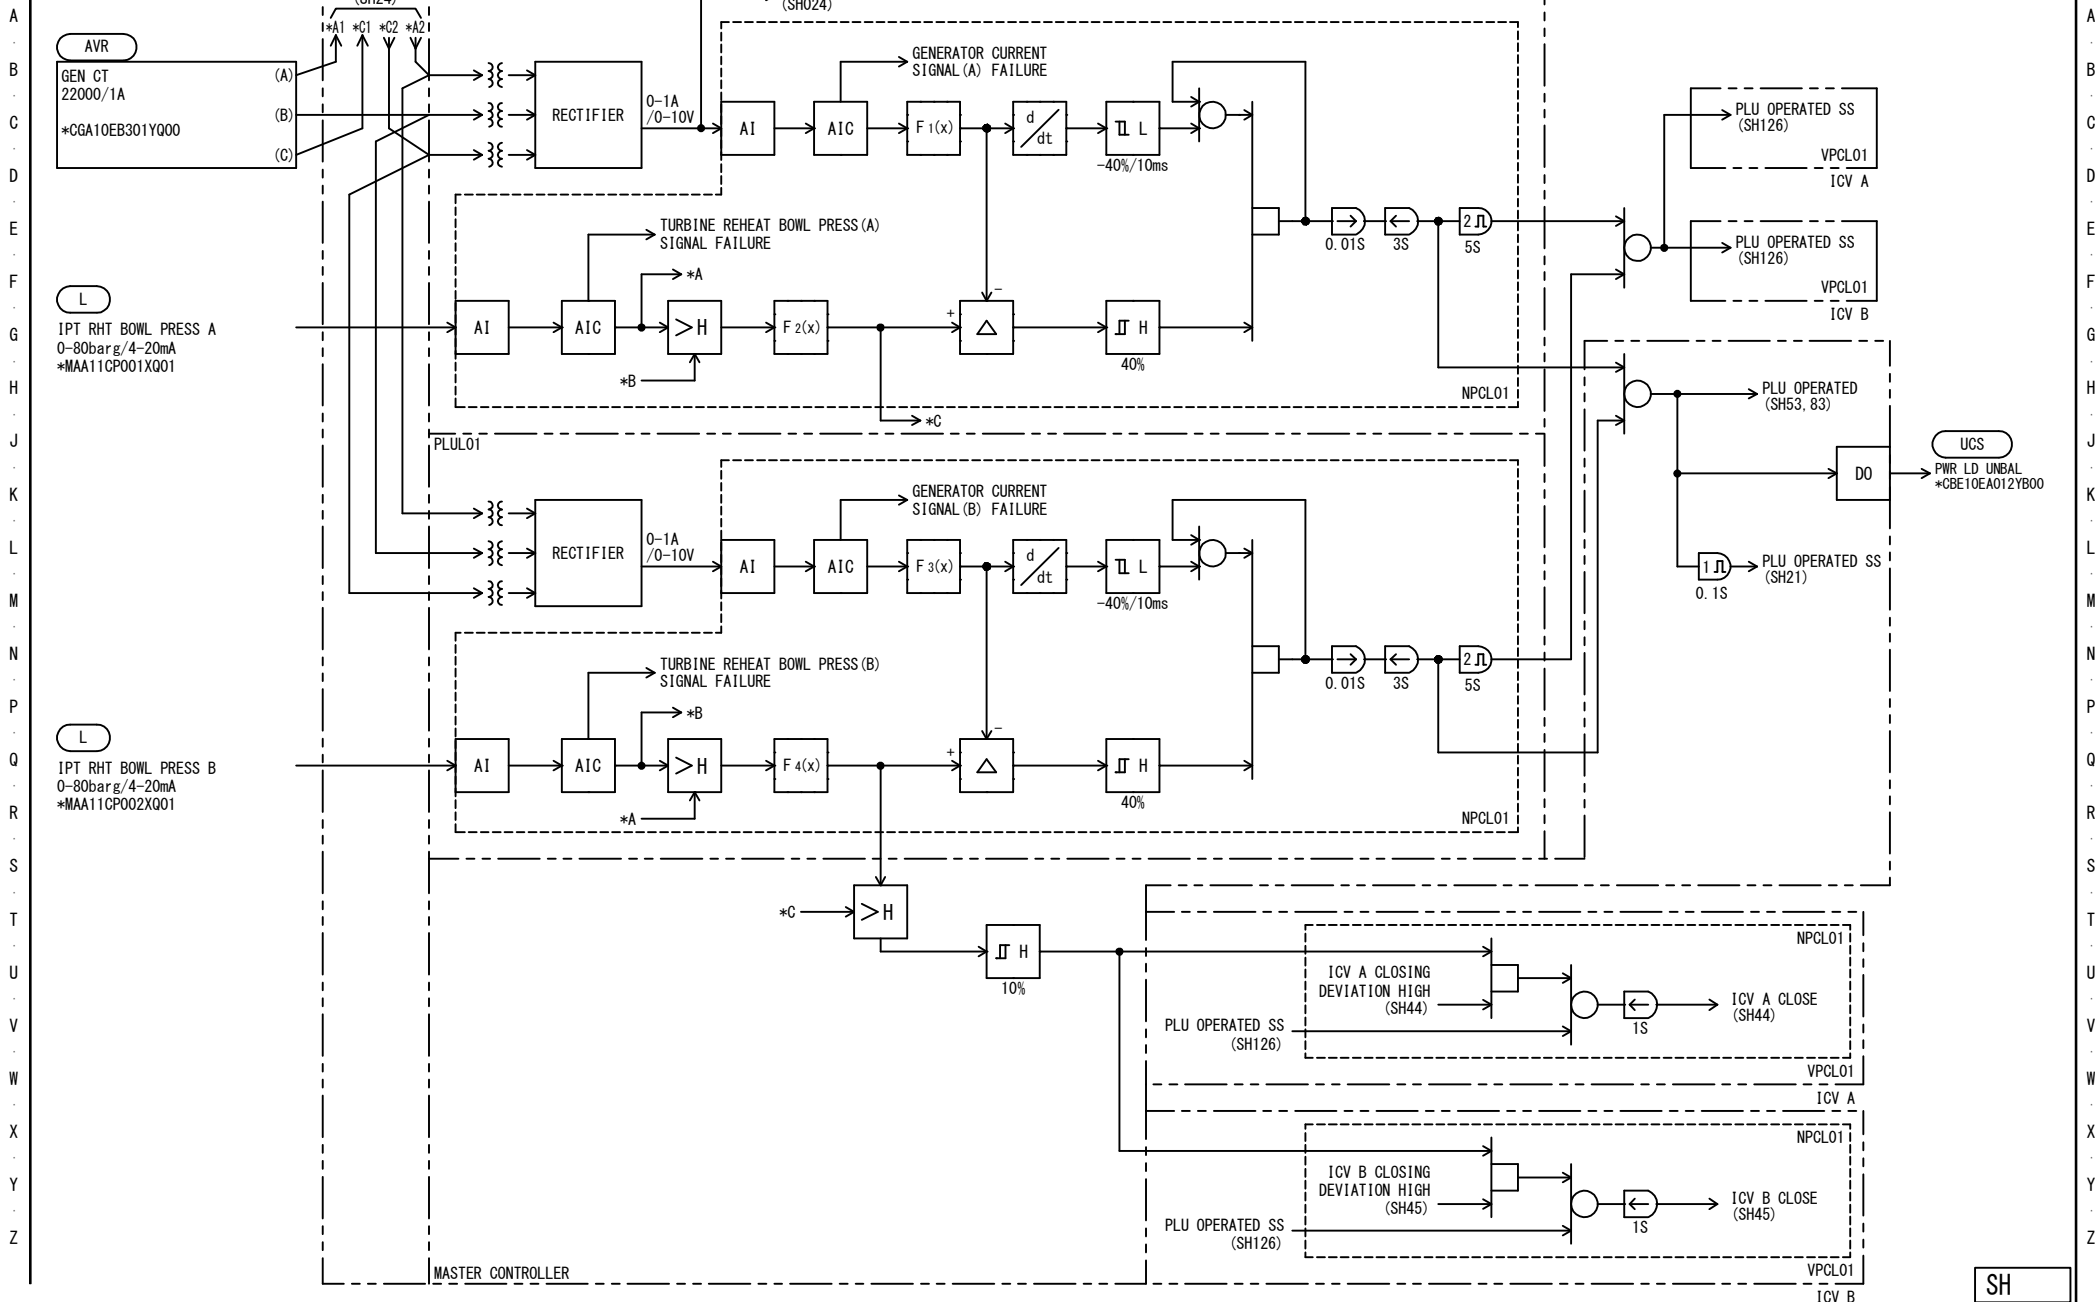 (SH24)
*A1 *C1 *C2 *A2
(SH024)
AVR
GEN CT
22000/1A
*CGA10EB301YQ00
(A)
(B)
(C)
RECTIFIER
0-1A
/0-10V
AI
AIC
F1(x)
d
dt
L
-40%/10ms
GENERATOR CURRENT
SIGNAL(A) FAILURE
PLU OPERATED SS
(SH126)
VPCL01
ICV A
TURBINE REHEAT BOWL PRESS(A)
SIGNAL FAILURE
0.01S
3S
2
5S
PLU OPERATED SS
(SH126)
VPCL01
ICV B
L
IPT RHT BOWL PRESS A
0-80barg/4-20mA
*MAA11CP001XQ01
AI
AIC
*A
>H
*B
F2(x)
*C
+
-
△
H
40%
NPCL01
PLUL01
PLU OPERATED
(SH53,83)
DO
UCS
PWR LD UNBAL
*CBE10EA012YB00
1
0.1S
PLU OPERATED SS
(SH21)
RECTIFIER
0-1A
/0-10V
AI
AIC
F3(x)
d
dt
L
-40%/10ms
GENERATOR CURRENT
SIGNAL(B) FAILURE
TURBINE REHEAT BOWL PRESS(B)
SIGNAL FAILURE
0.01S
3S
2
5S
L
IPT RHT BOWL PRESS B
0-80barg/4-20mA
*MAA11CP002XQ01
AI
AIC
*B
>H
*A
F4(x)
+
-
△
H
40%
NPCL01
*C
>H
H
10%
NPCL01
ICV A CLOSING
DEVIATION HIGH
(SH44)
PLU OPERATED SS
(SH126)
1S
ICV A CLOSE
(SH44)
VPCL01
ICV A
NPCL01
ICV B CLOSING
DEVIATION HIGH
(SH45)
PLU OPERATED SS
(SH126)
1S
ICV B CLOSE
(SH45)
VPCL01
ICV B
MASTER CONTROLLER
SH
A
B
C
D
E
F
G
H
J
K
L
M
N
P
Q
R
S
T
U
V
W
X
Y
Z
A
B
C
D
E
F
G
H
J
K
L
M
N
P
Q
R
S
T
U
V
W
X
Y
Z